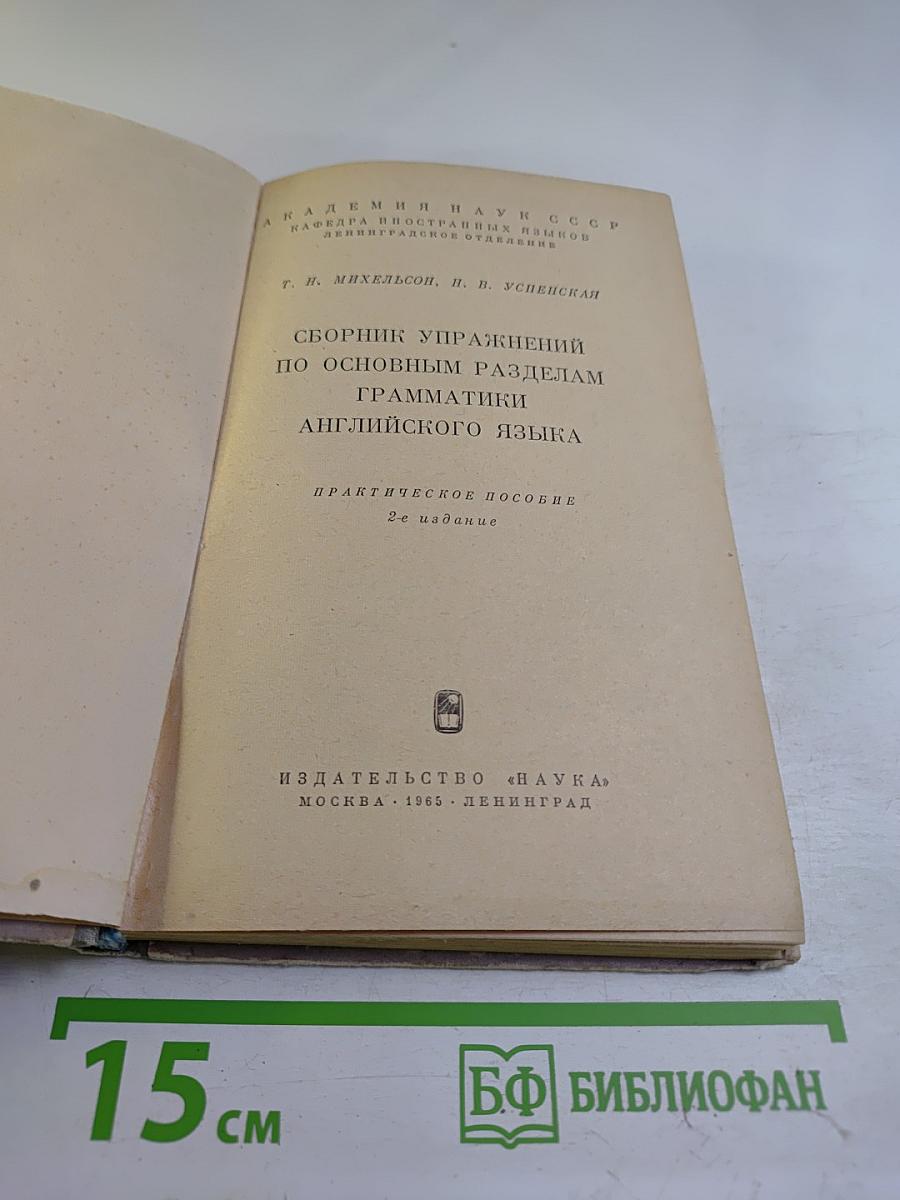 АКАДЕМИЯ НАУК СССР
КАФЕДРА ИНОСТРАННЫХ ЯЗЫКОВ
ЛЕНИНГРАДСКОЕ ОТДЕЛЕНИЕ
Т. Н. МИХЕЛЬСОН, Н. В. УСПЕНСКАЯ
СБОРНИК УПРАЖНЕНИЙ
ПО ОСНОВНЫМ РАЗДЕЛАМ
ГРАММАТИКИ
АНГЛИЙСКОГО ЯЗЫКА
ПРАКТИЧЕСКОЕ ПОСОБИЕ
2-е издание
ИЗДАТЕЛЬСТВО «НАУКА»
МОСКВА · 1965 · ЛЕНИНГРАД
15 см
БФ БИБЛИОФАН